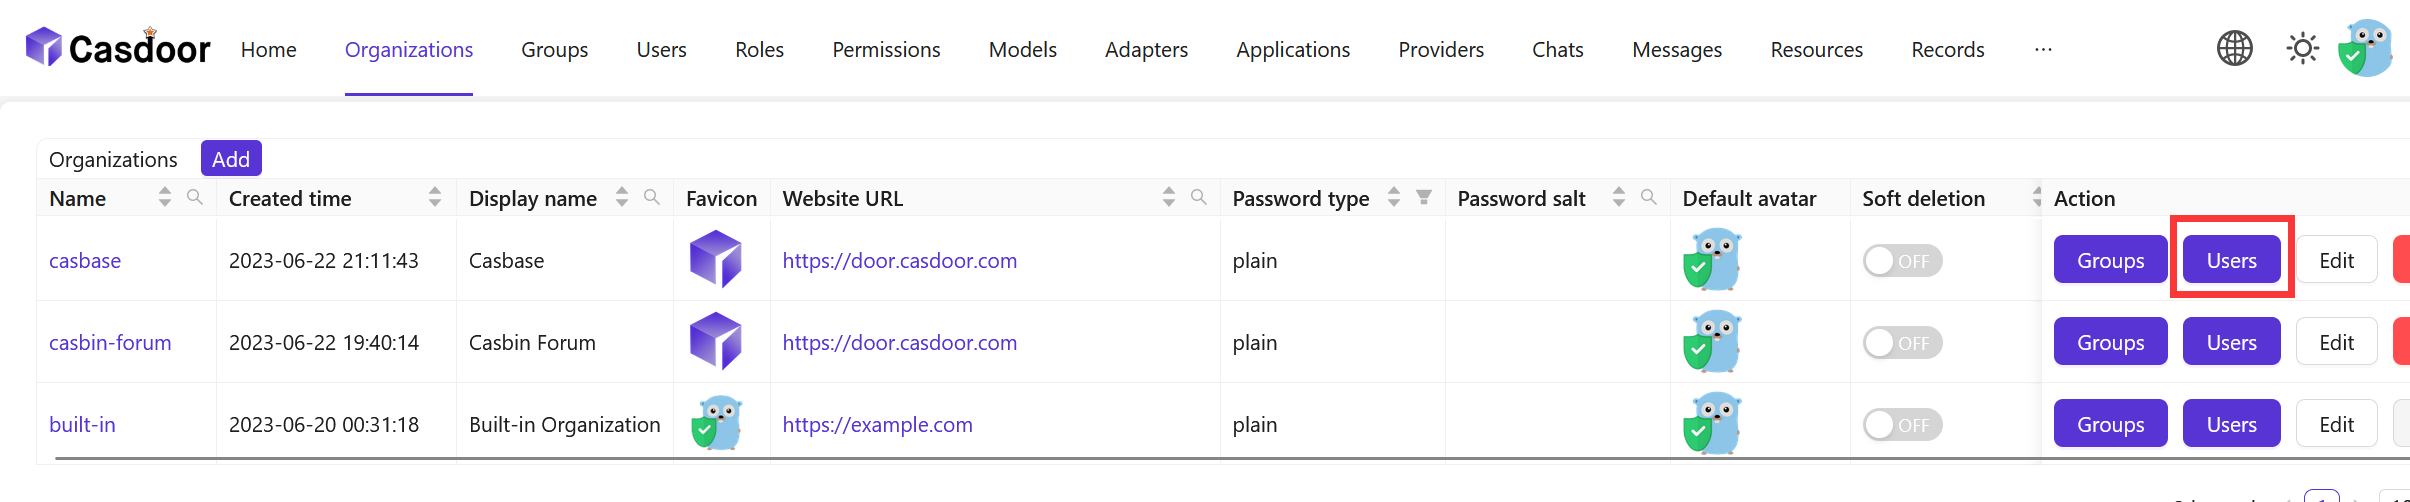 Casdoor Home Organizations Groups Users Roles Permissions Models Adapters Applications Providers Chats Messages Resources Records ···
Organizations Add
Name Created time Display name Favicon Website URL Password type Password salt Default avatar Soft deletion Action
casbase 2023-06-22 21:11:43 Casbase https://door.casdoor.com plain OFF Groups Users Edit
casbin-forum 2023-06-22 19:40:14 Casbin Forum https://door.casdoor.com plain OFF Groups Users Edit
built-in 2023-06-20 00:31:18 Built-in Organization https://example.com plain OFF Groups Users Edit